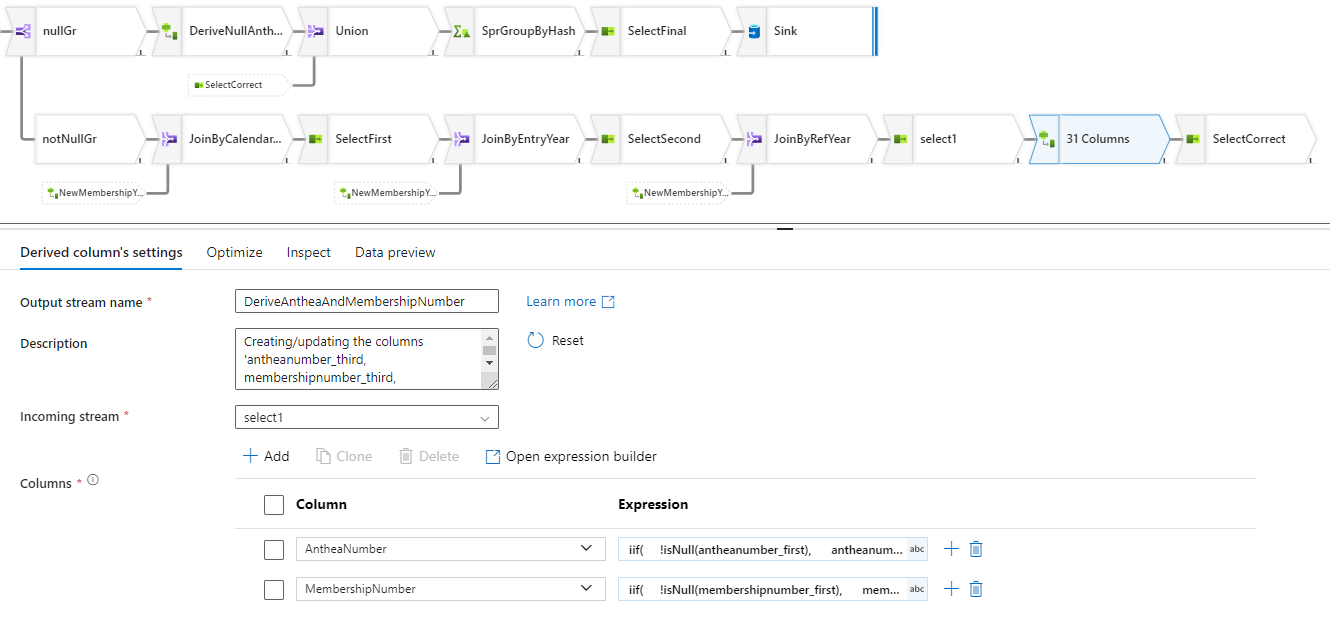 nullGr
DeriveNullAnth...
Union
SprGroupByHash
SelectFinal
Sink
SelectCorrect
notNullGr
JoinByCalendar...
SelectFirst
JoinByEntryYear
SelectSecond
JoinByRefYear
select1
31 Columns
SelectCorrect
NewMembershipY...
NewMembershipY...
NewMembershipY...
Derived column's settings
Optimize
Inspect
Data preview
Output stream name *
DeriveAntheaAndMembershipNumber
Learn more
Description
Creating/updating the columns
'antheanumber_third,
membershipnumber_third,
Reset
Incoming stream *
select1
Add
Clone
Delete
Open expression builder
Columns *
Column
Expression
AntheaNumber
iif( !isNull(antheanumber_first), antheanum...
abc
MembershipNumber
iif( !isNull(membershipnumber_first), mem...
abc